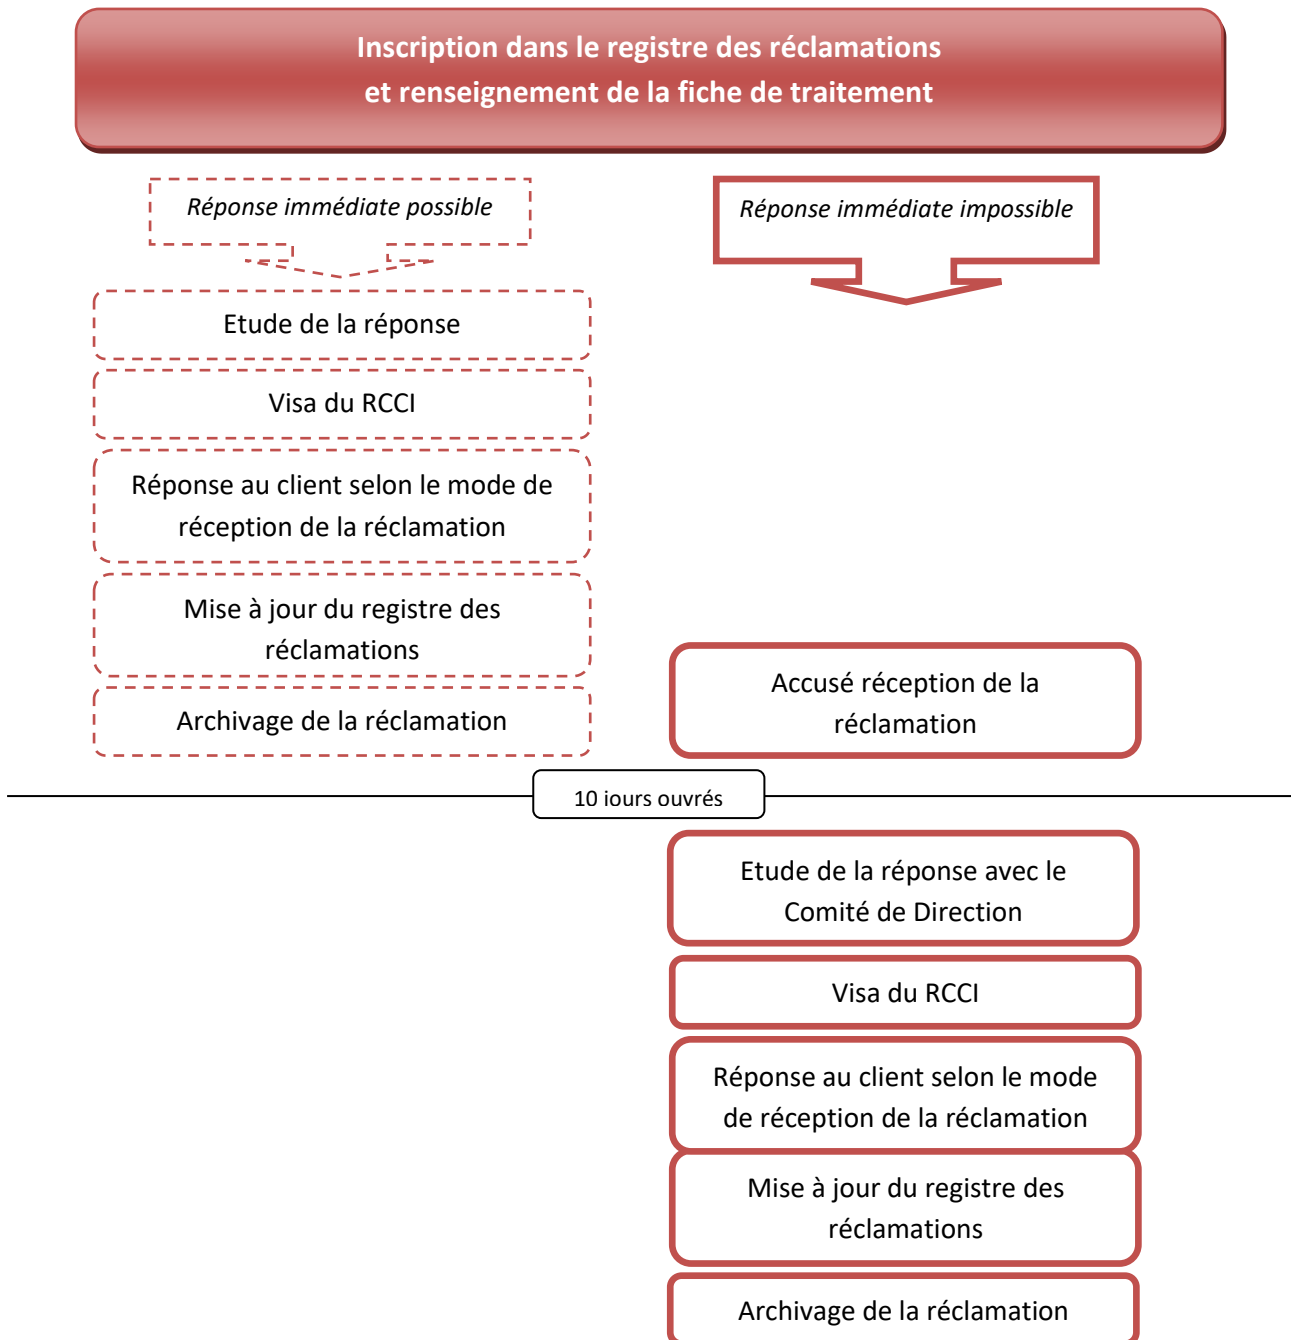 Inscription dans le registre des réclamations
et renseignement de la fiche de traitement
Réponse immédiate possible
Réponse immédiate impossible
Etude de la réponse
Visa du RCCI
Réponse au client selon le mode de
réception de la réclamation
Mise à jour du registre des
réclamations
Archivage de la réclamation
Accusé réception de la
réclamation
10 jours ouvrés
Etude de la réponse avec le
Comité de Direction
Visa du RCCI
Réponse au client selon le mode
de réception de la réclamation
Mise à jour du registre des
réclamations
Archivage de la réclamation